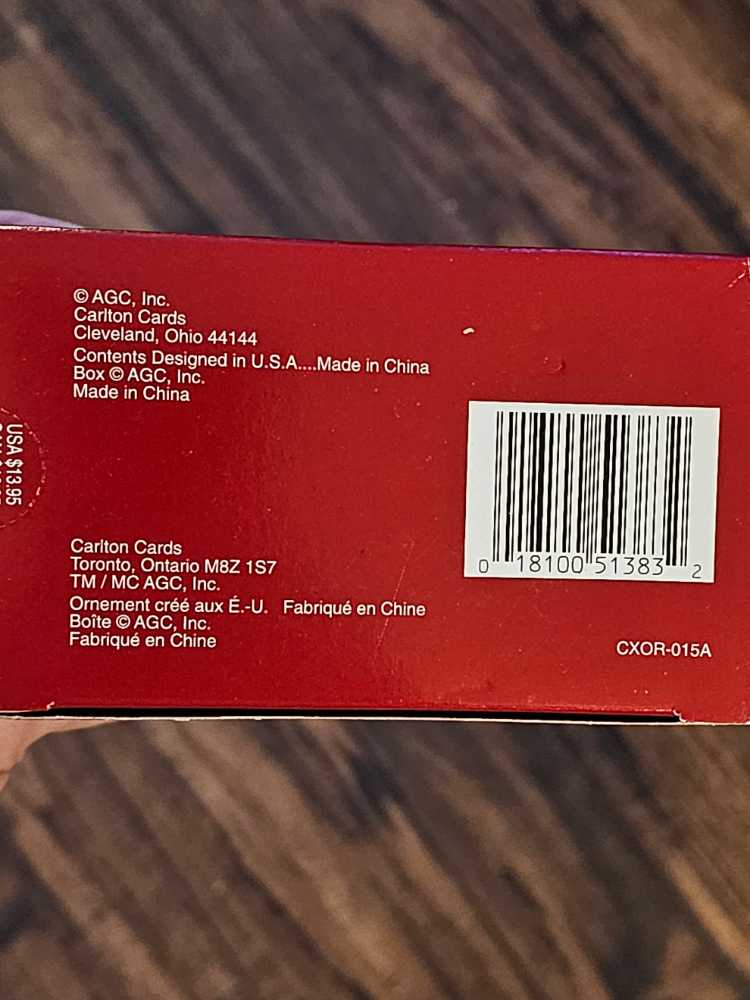 © AGC, Inc.
Carlton Cards
Cleveland, Ohio 44144
Contents Designed in U.S.A....Made in China
Box © AGC, Inc.
Made in China
USA $13.95
0 18100 51383 2
Carlton Cards
Toronto, Ontario M8Z 1S7
TM / MC AGC, Inc.
Ornement créé aux É.-U. Fabriqué en Chine
Boîte © AGC, Inc.
Fabriqué en Chine
CXOR-015A